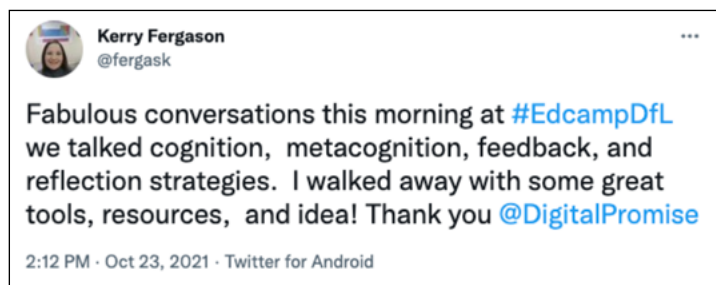 Kerry Fergason
@fergask
Fabulous conversations this morning at #EdcampDfL
we talked cognition,  metacognition, feedback, and
reflection strategies.  I walked away with some great
tools, resources,  and idea! Thank you @DigitalPromise
2:12 PM · Oct 23, 2021 · Twitter for Android